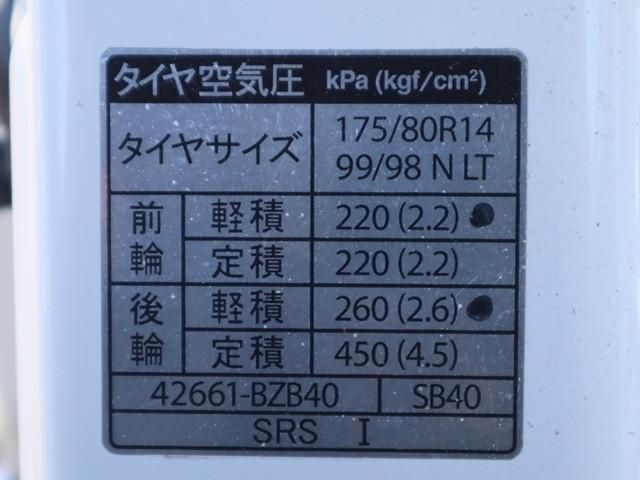 タイヤ空気圧 kPa (kgf/cm²)
タイヤサイズ 175/80R14
99/98 N LT
前輪 軽積 220 (2.2) ●
定積 220 (2.2)
後輪 軽積 260 (2.6) ●
定積 450 (4.5)
42661-BZB40 SB40
SRS I